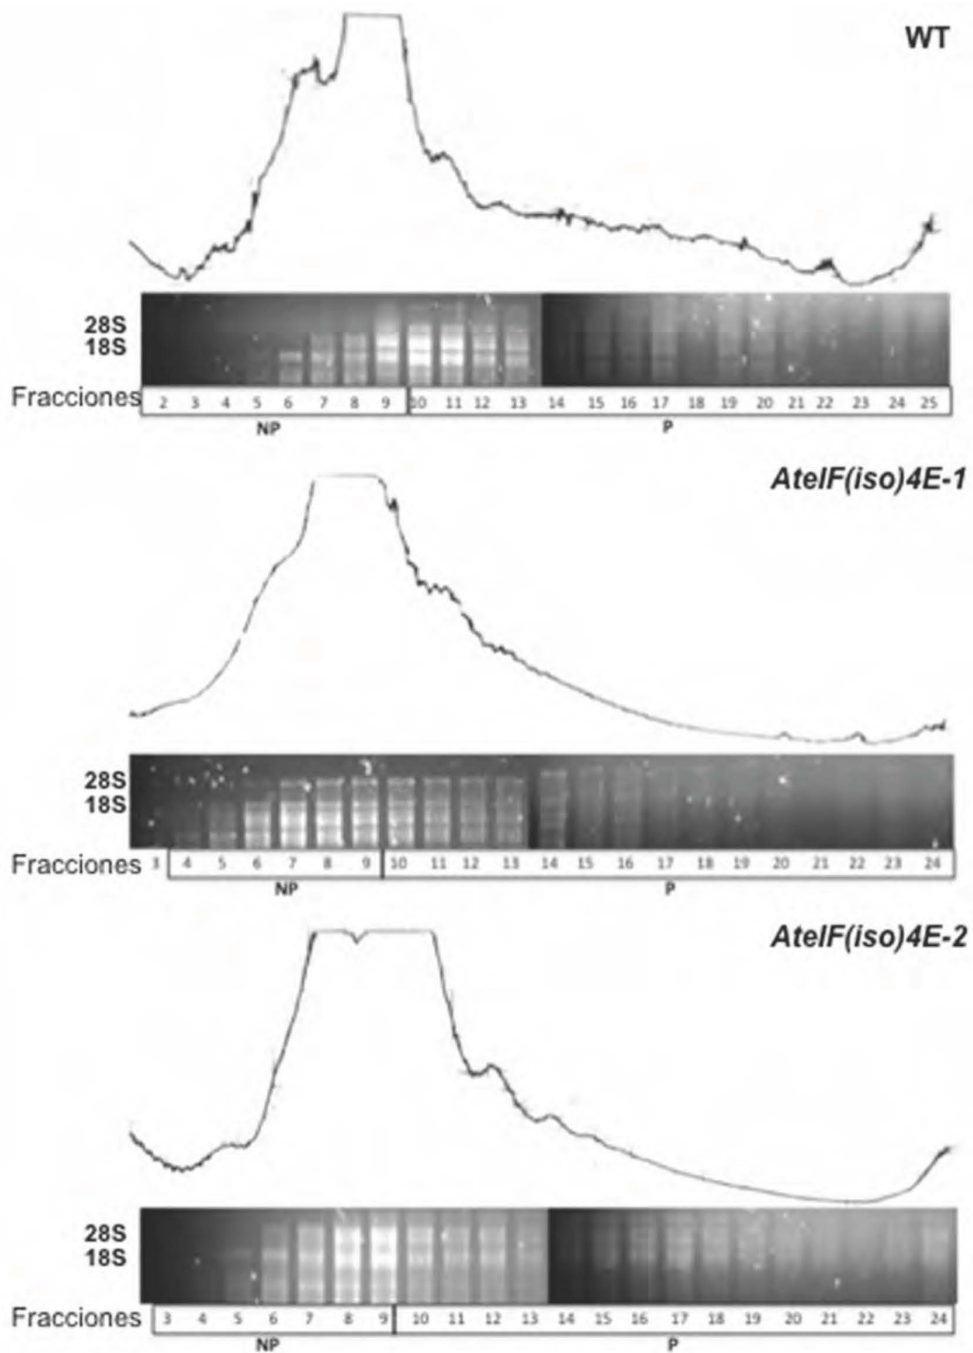 WT
28S
18S
Fracciones 2 3 4 5 6 7 8 9 10 11 12 13 14 15 16 17 18 19 20 21 22 23 24 25
NP P
AteIF(iso)4E-1
28S
18S
Fracciones 3 4 5 6 7 8 9 10 11 12 13 14 15 16 17 18 19 20 21 22 23 24
NP P
AteIF(iso)4E-2
28S
18S
Fracciones 3 4 5 6 7 8 9 10 11 12 13 14 15 16 17 18 19 20 21 22 23 24
NP P